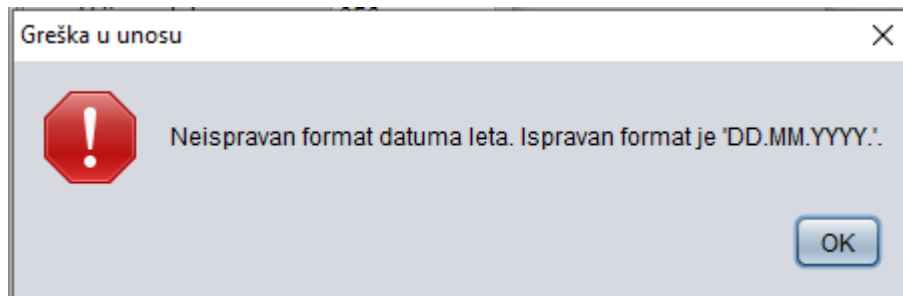 Greška u unosu
Neispravan format datuma leta. Ispravan format je 'DD.MM.YYYY.'.
OK